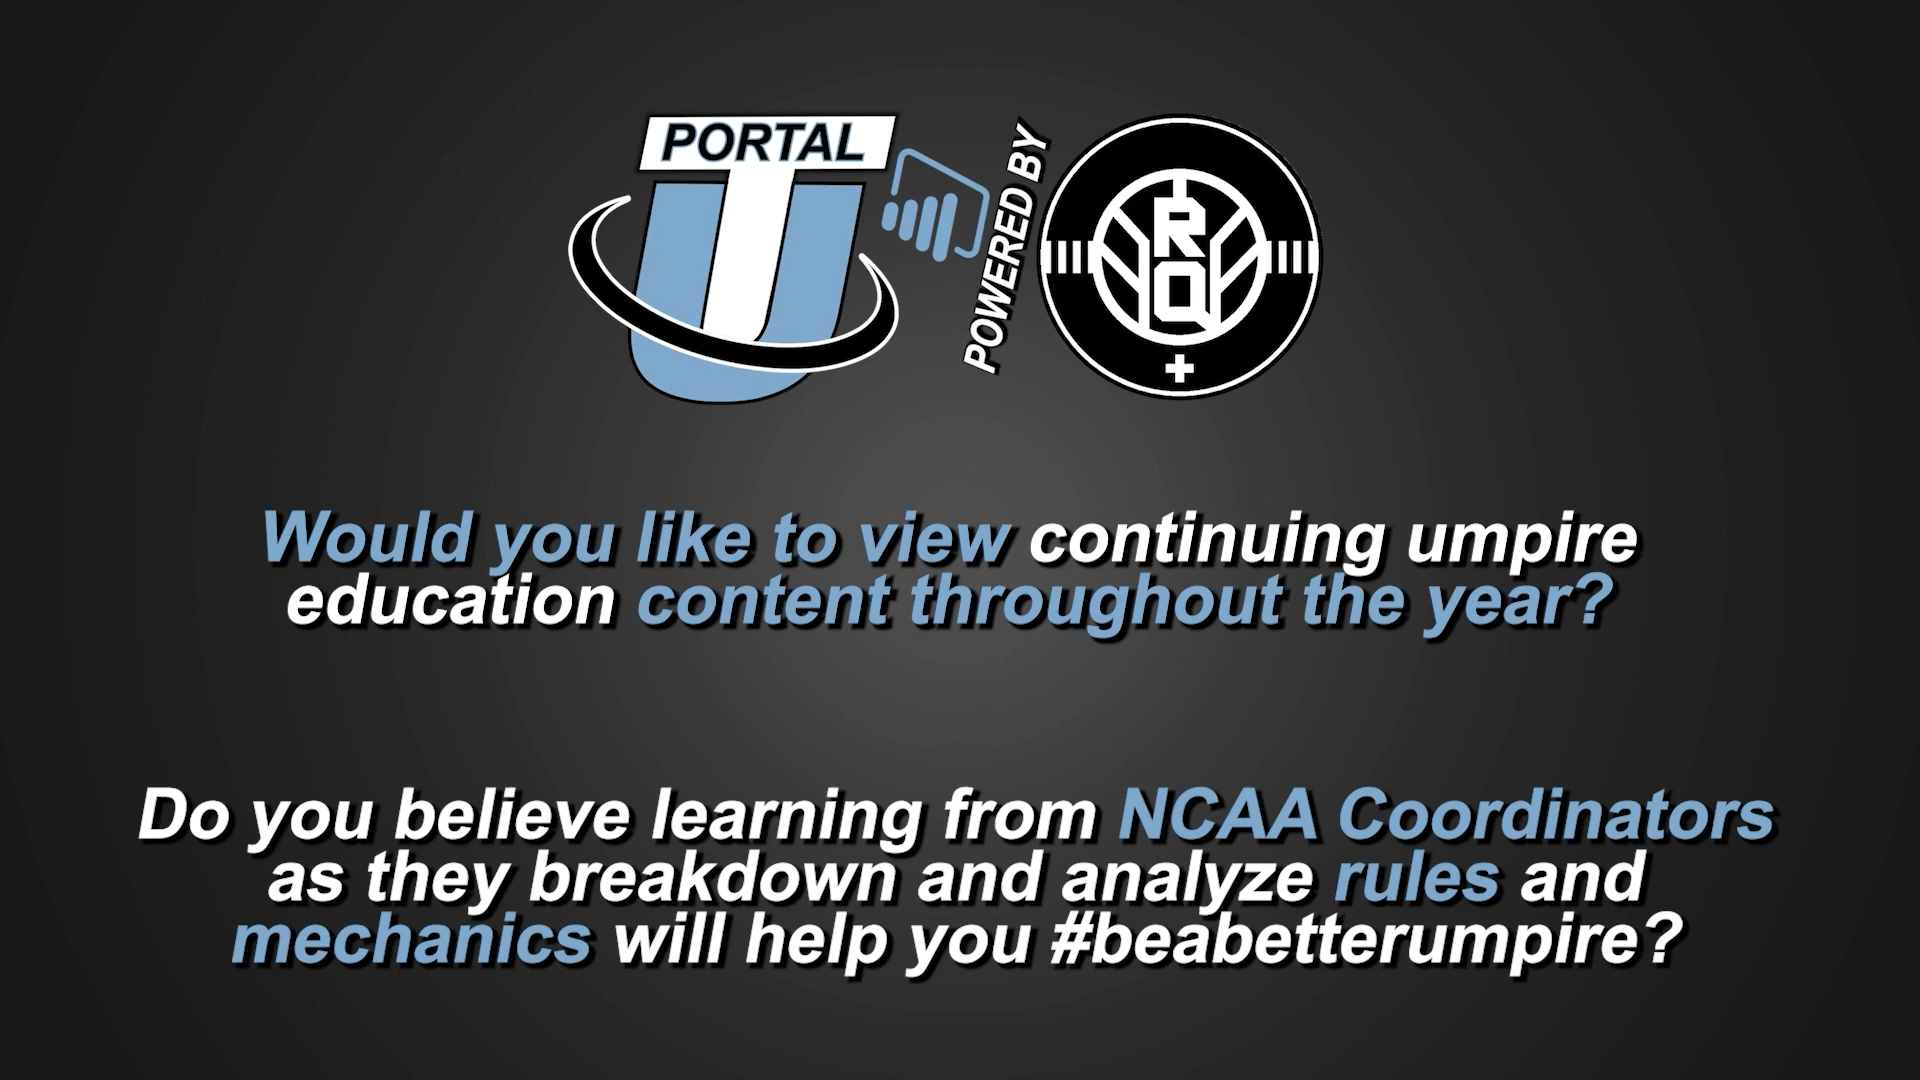 PORTAL
U
POWERED BY
RQ
+
Would you like to view continuing umpire
education content throughout the year?
Do you believe learning from NCAA Coordinators
as they breakdown and analyze rules and
mechanics will help you #beabetterumpire?